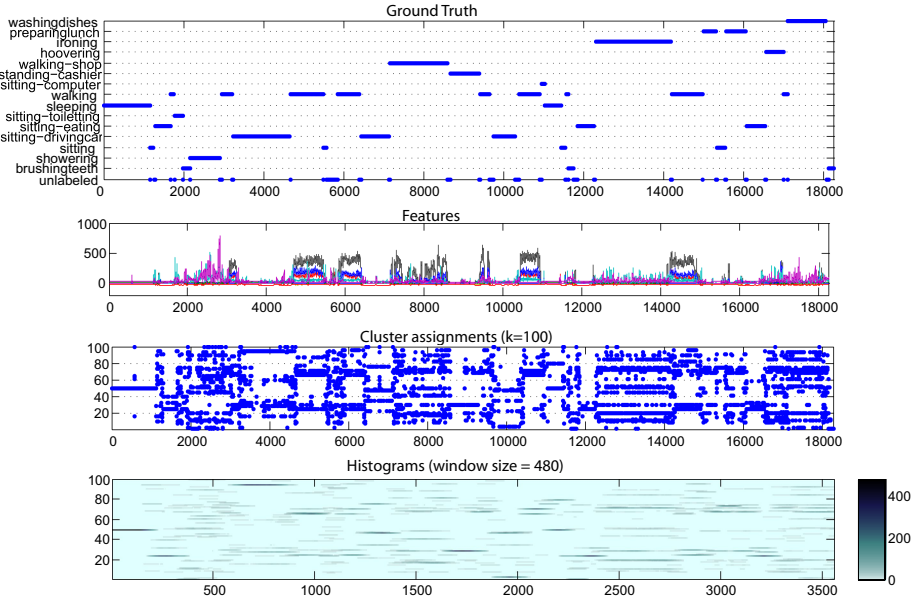 Ground Truth
washingdishes
preparinglunch
ironing
hoovering
walking-shop
standing-cashier
sitting-computer
walking
sleeping
sitting-toiletting
sitting-eating
sitting-drivingcar
sitting
showering
brushingteeth
unlabeled
0 2000 4000 6000 8000 10000 12000 14000 16000 18000
Features
1000
500
0
0 2000 4000 6000 8000 10000 12000 14000 16000 18000
Cluster assignments (k=100)
100
80
60
40
20
0 2000 4000 6000 8000 10000 12000 14000 16000 18000
Histograms (window size = 480)
100
80
60
40
20
500 1000 1500 2000 2500 3000 3500
400
200
0